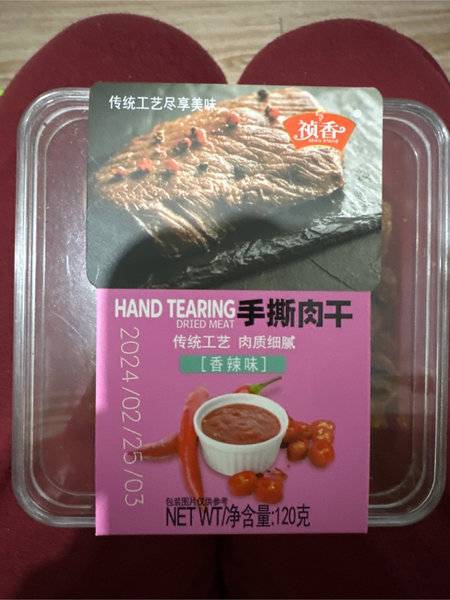 传统工艺尽享美味
祯香
HAND TEARING
DRIED MEAT
手撕肉干
传统工艺 肉质细腻
[香辣味]
2024/02/25/03
包装图片仅供参考
NET WT/净含量:120克